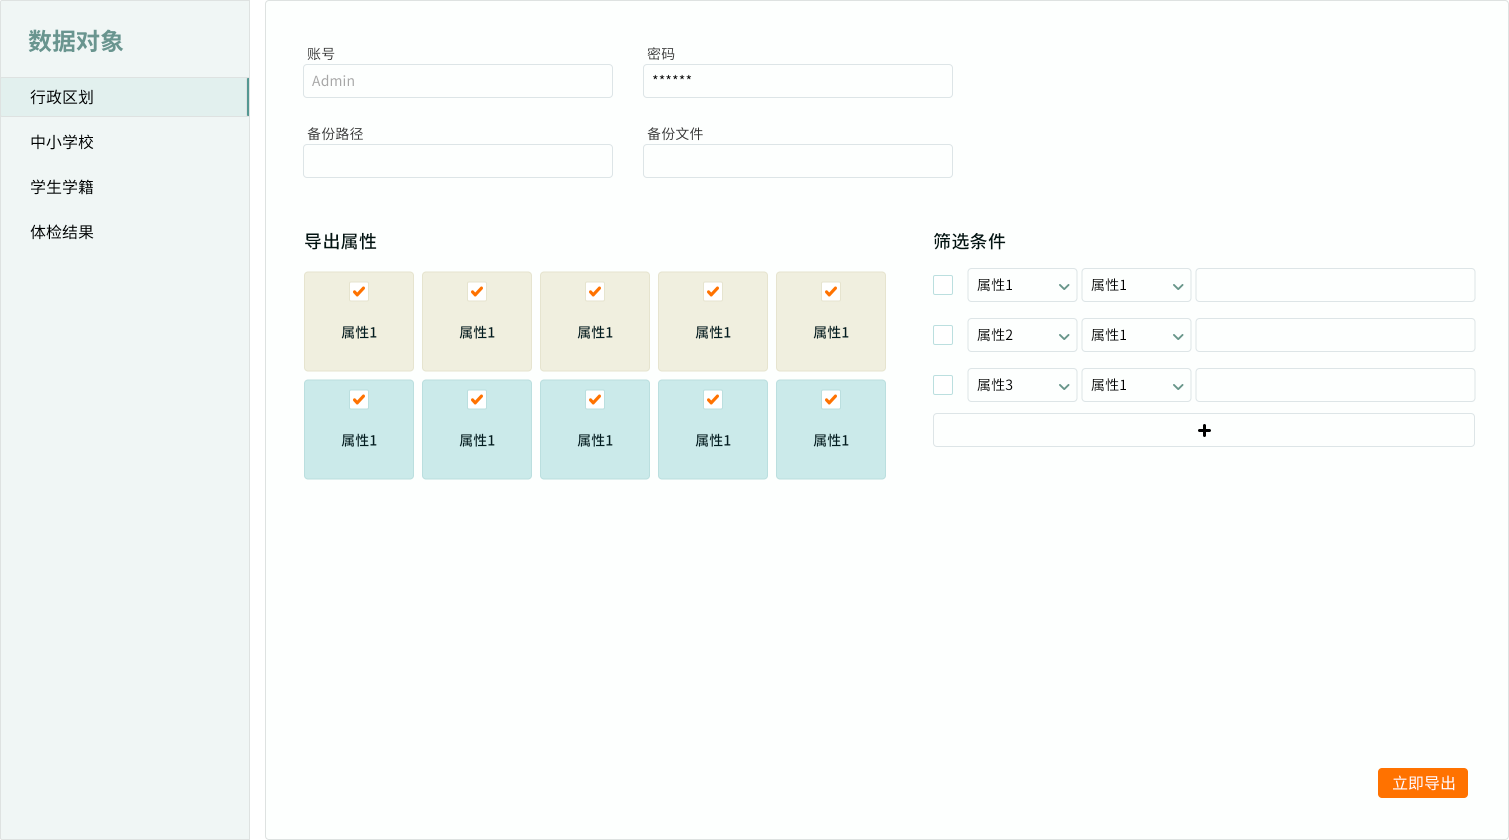 数据对象
行政区划
中小学校
学生学籍
体检结果
账号
密码
Admin
******
备份路径
备份文件
导出属性
属性1
属性1
属性1
属性1
属性1
属性1
属性1
属性1
属性1
属性1
筛选条件
属性1
属性1
属性2
属性1
属性3
属性1
立即导出